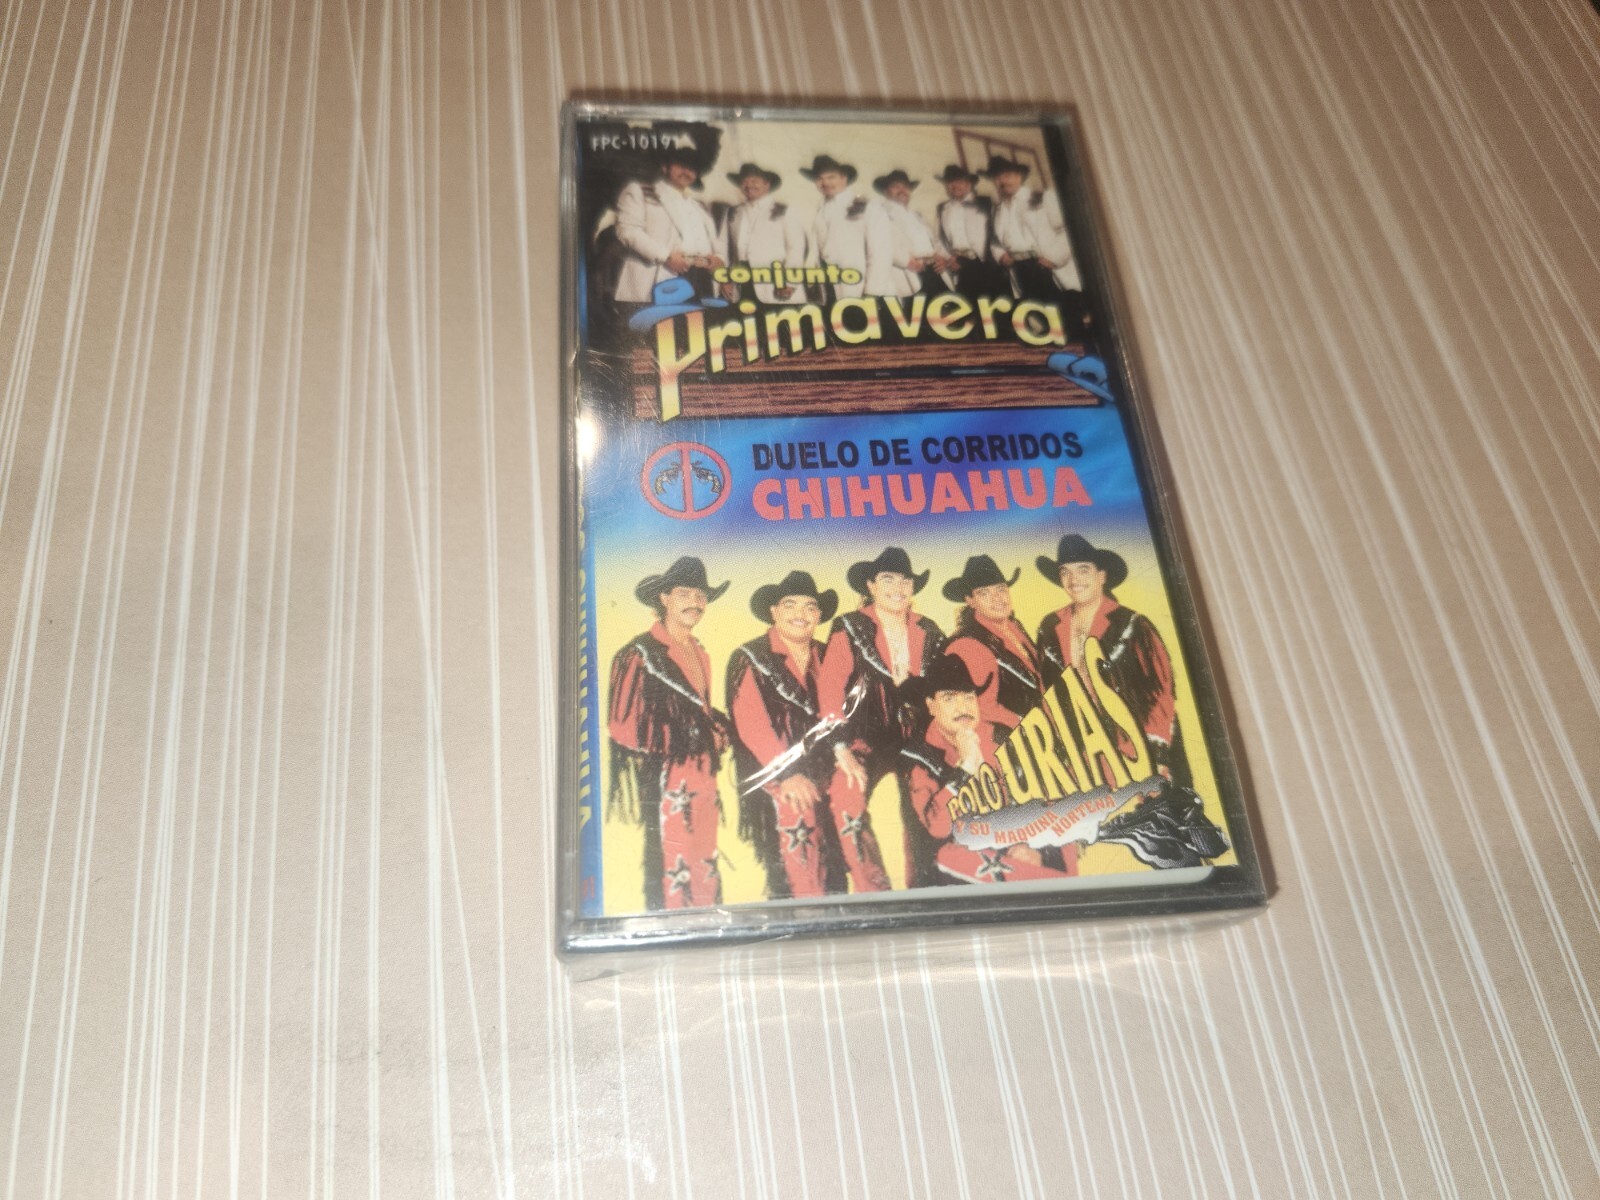 FPC-10191
conjunto
Primavera
DUELO DE CORRIDOS
CHIHUAHUA
POLO URIAS
Y SU MAQUINA NORTEÑA